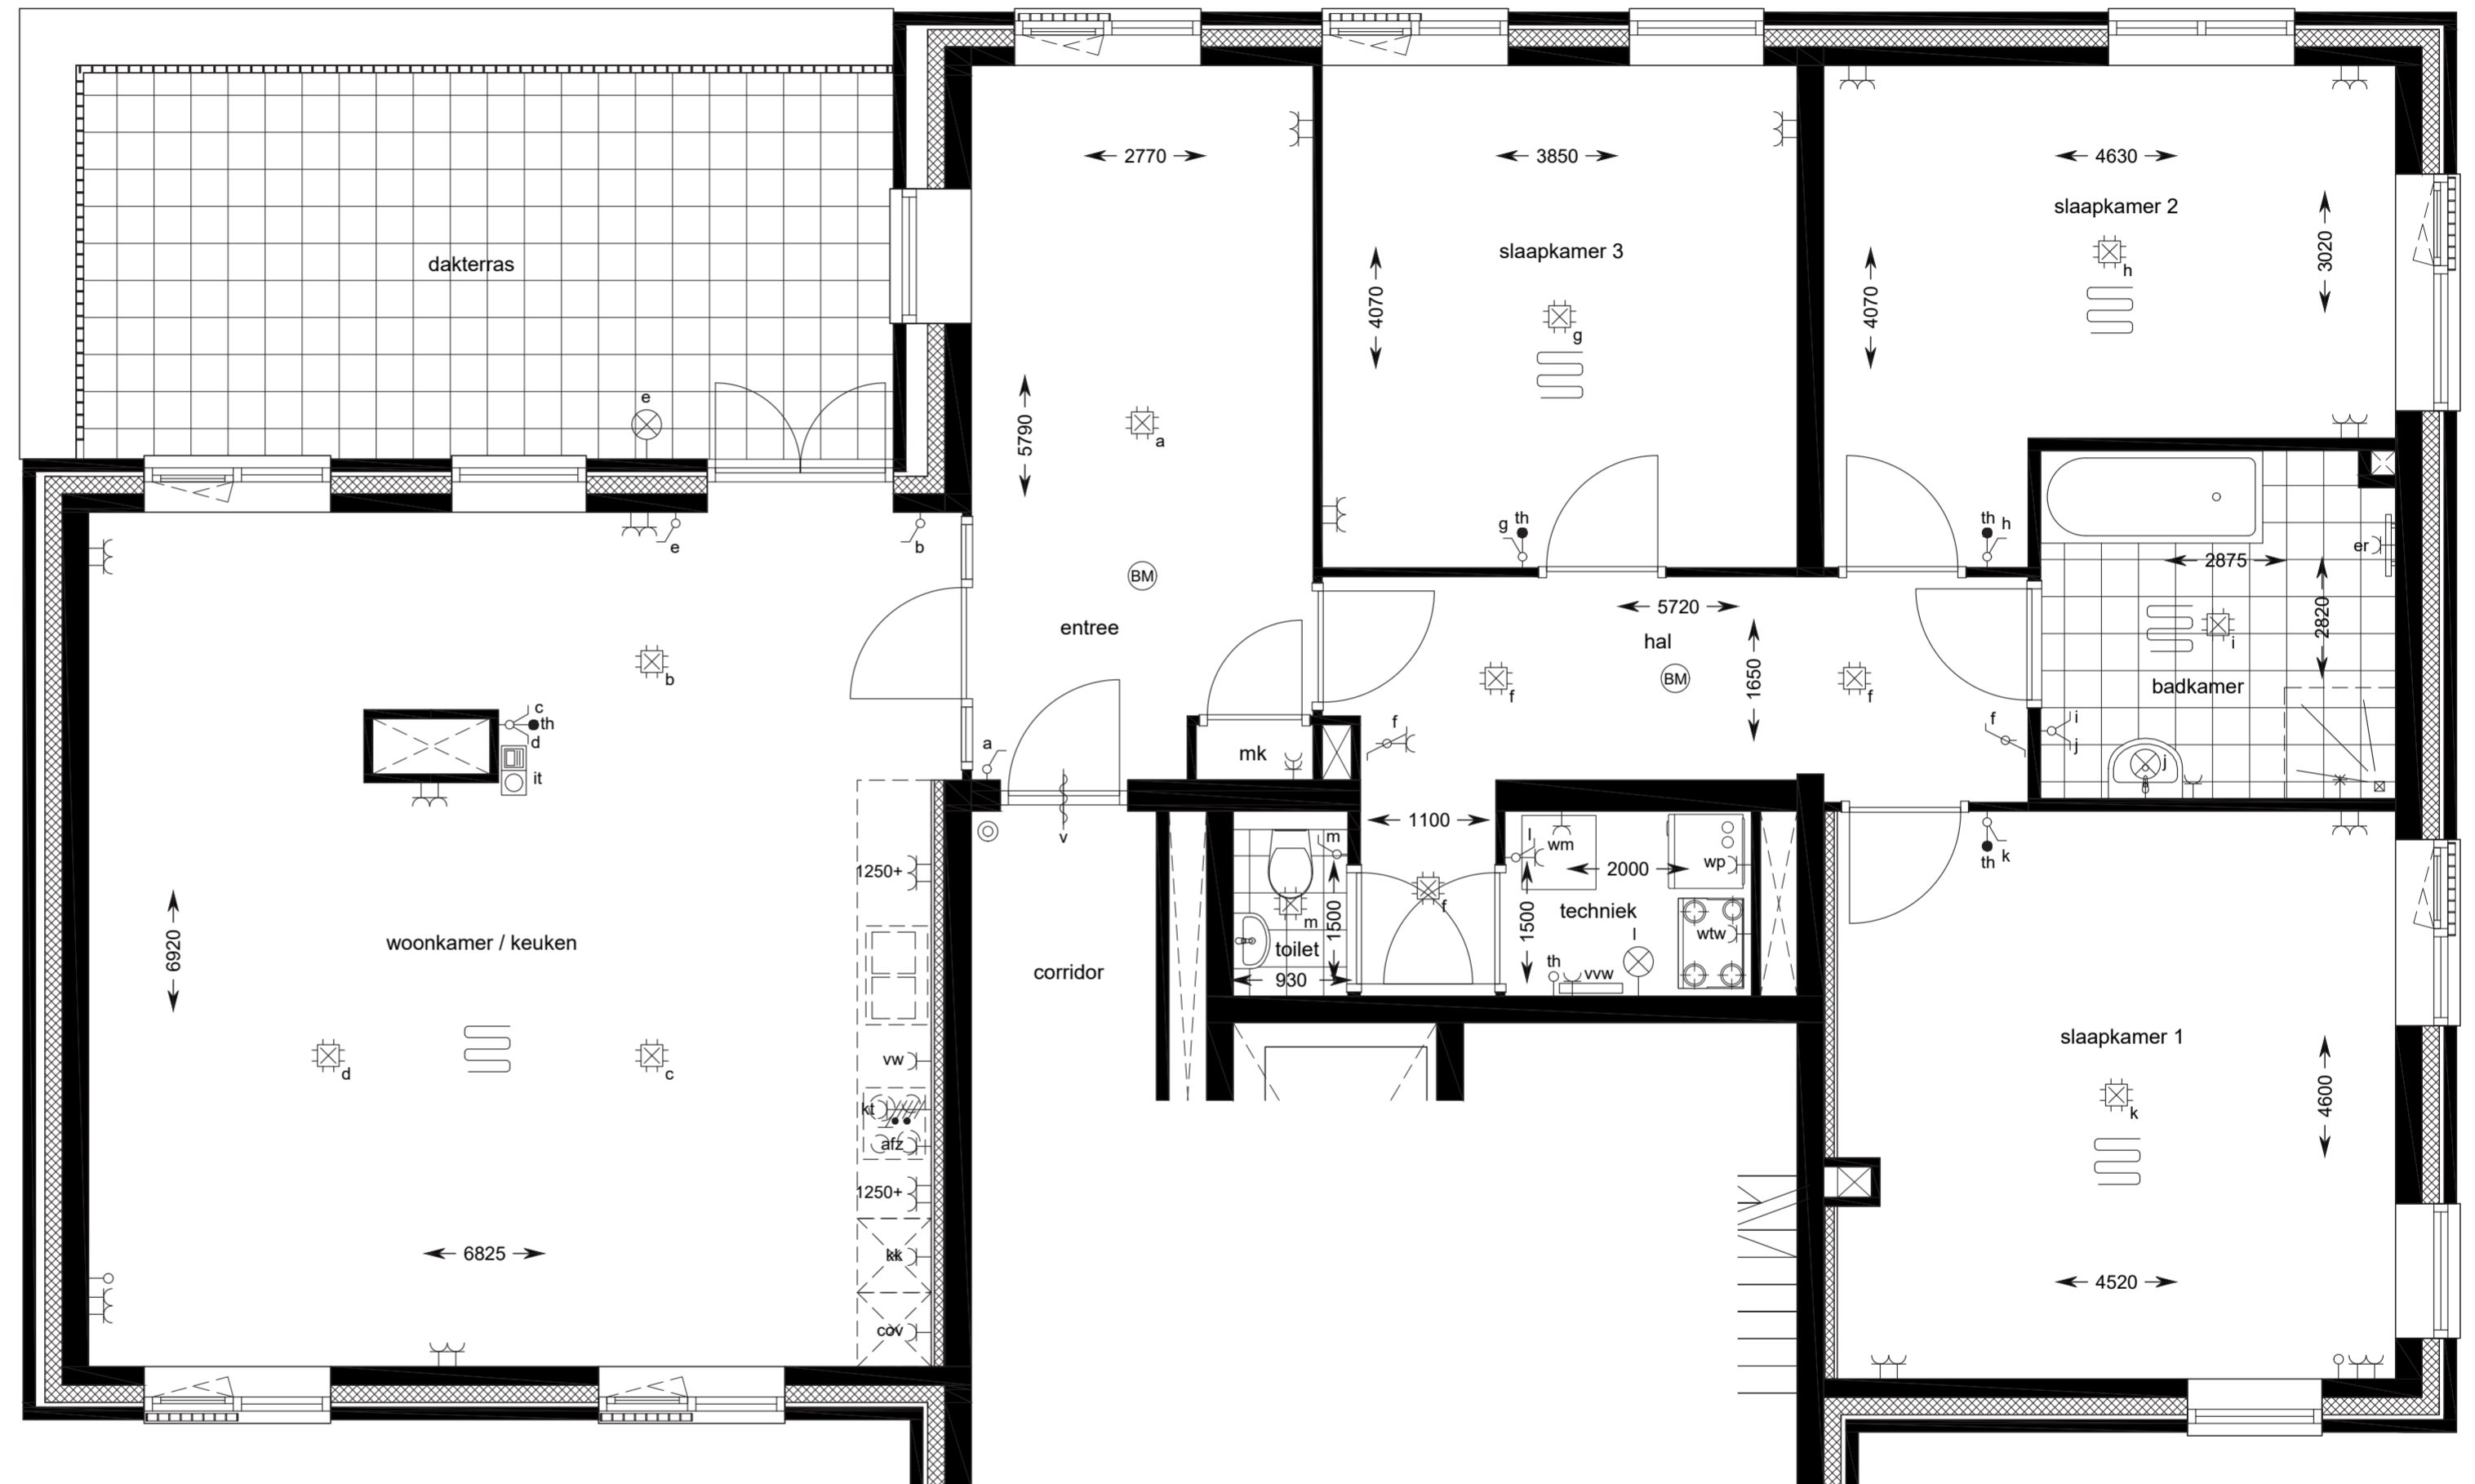 2770
3850
4630
slaapkamer 2
3020
slaapkamer 3
dakterras
h
4070
4070
g
e
5790
a
g
th
th
h
e
b
er
2875
BM
5720
2820
entree
hal
i
b
f
BM
1650
f
badkamer
c
th
d
it
a
mk
f
f
i
j
j
v
1100
m
l
wm
2000
wp
th
k
1250+
f
techniek
m
1500
1500
l
wtw
6920
woonkamer / keuken
toilet
corridor
th
vvw
930
slaapkamer 1
d
c
vw
4600
k
kt
afz
1250+
6825
kk
4520
cov